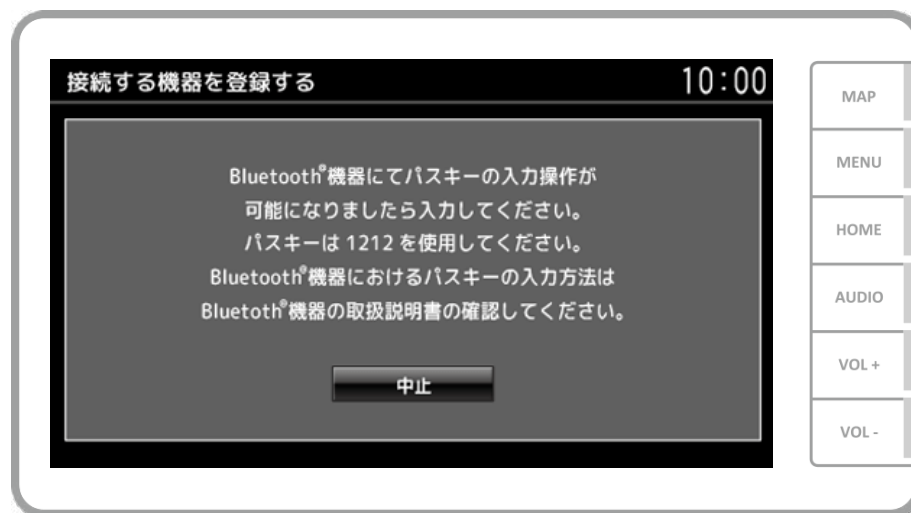 接続する機器を登録する 10:00
Bluetooth®機器にてパスキーの入力操作が
可能になりましたら入力してください。
パスキーは 1212 を使用してください。
Bluetooth®機器におけるパスキーの入力方法は
Bluetoth®機器の取扱説明書の確認してください。
中止
MAP
MENU
HOME
AUDIO
VOL +
VOL -